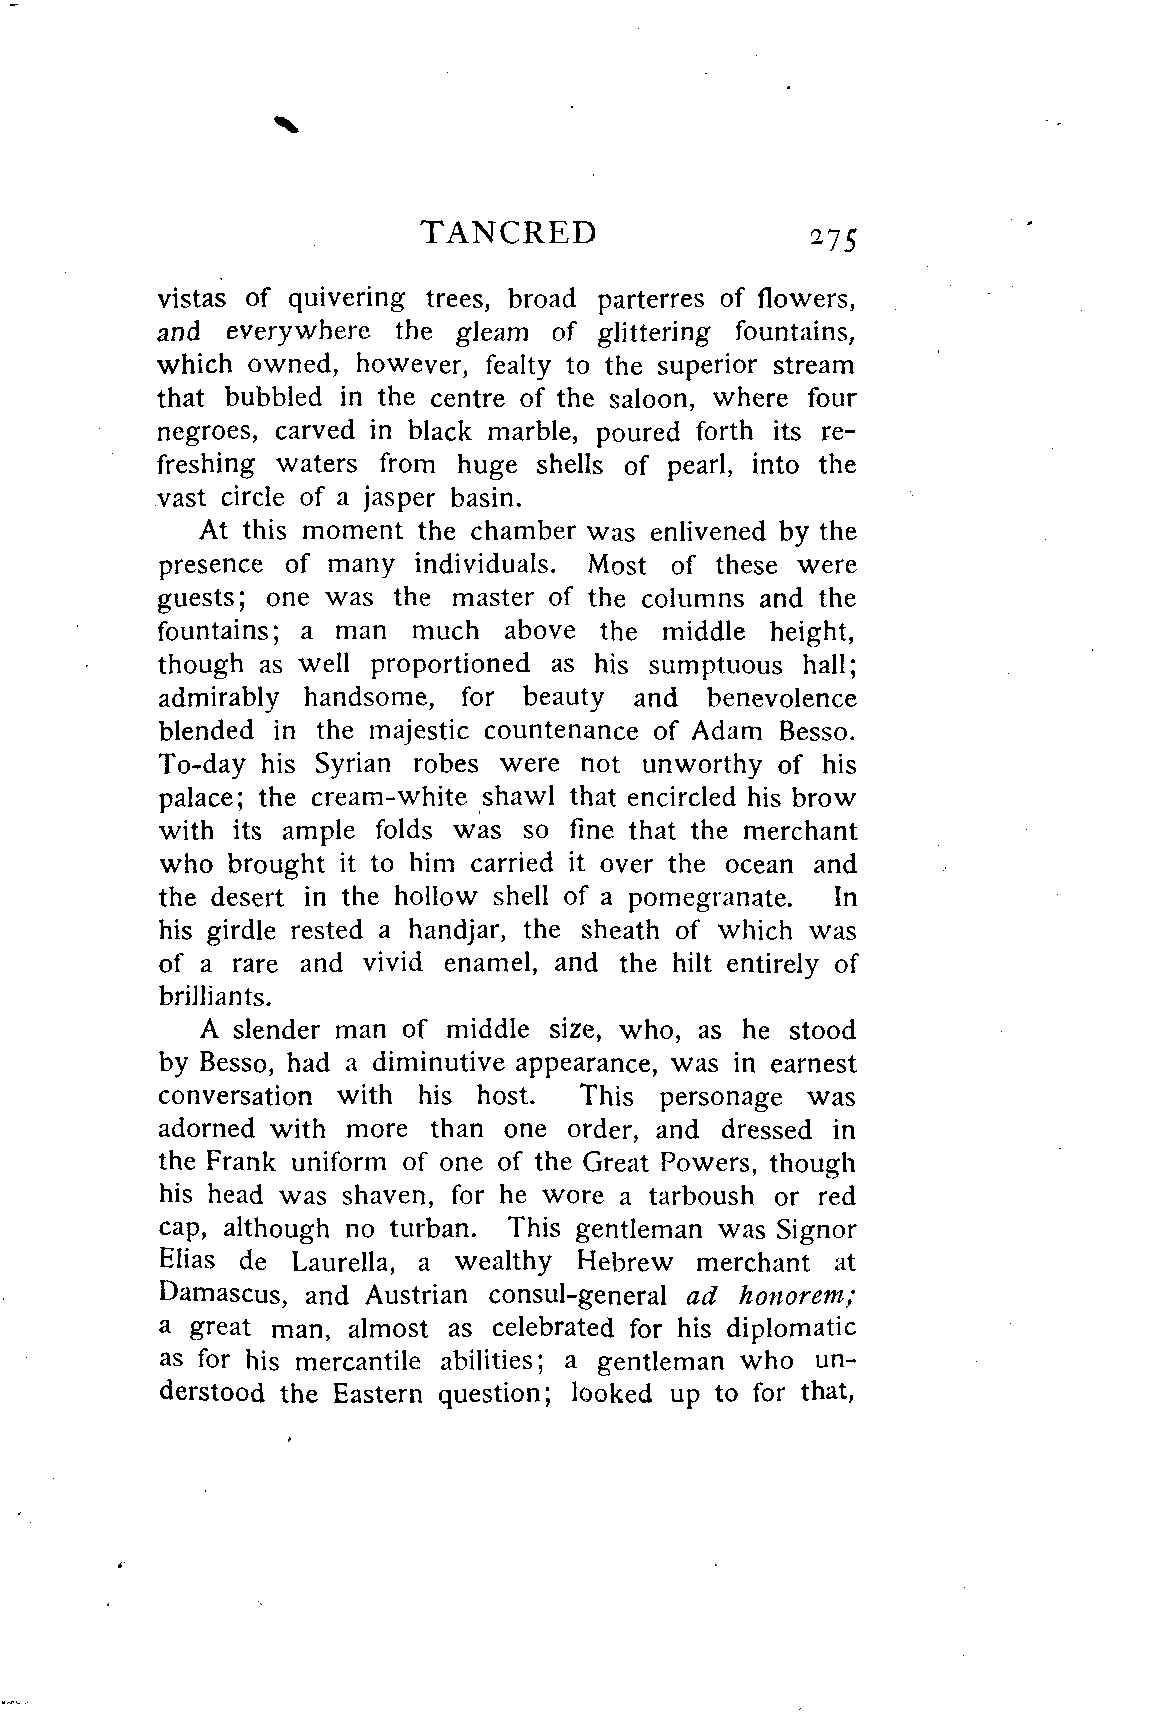 TANCRED 275
vistas of quivering trees, broad parterres of flowers,
and everywhere the gleam of glittering fountains,
which owned, however, fealty to the superior stream
that bubbled in the centre of the saloon, where four
negroes, carved in black marble, poured forth its re-
freshing waters from huge shells of pearl, into the
vast circle of a jasper basin.
At this moment the chamber was enlivened by the
presence of many individuals. Most of these were
guests; one was the master of the columns and the
fountains; a man much above the middle height,
though as well proportioned as his sumptuous hall;
admirably handsome, for beauty and benevolence
blended in the majestic countenance of Adam Besso.
To-day his Syrian robes were not unworthy of his
palace; the cream-white shawl that encircled his brow
with its ample folds was so fine that the merchant
who brought it to him carried it over the ocean and
the desert in the hollow shell of a pomegranate. In
his girdle rested a handjar, the sheath of which was
of a rare and vivid enamel, and the hilt entirely of
brilliants.
A slender man of middle size, who, as he stood
by Besso, had a diminutive appearance, was in earnest
conversation with his host. This personage was
adorned with more than one order, and dressed in
the Frank uniform of one of the Great Powers, though
his head was shaven, for he wore a tarboush or red
cap, although no turban. This gentleman was Signor
Elias de Laurella, a wealthy Hebrew merchant at
Damascus, and Austrian consul-general ad honorem;
a great man, almost as celebrated for his diplomatic
as for his mercantile abilities; a gentleman who un-
derstood the Eastern question; looked up to for that,